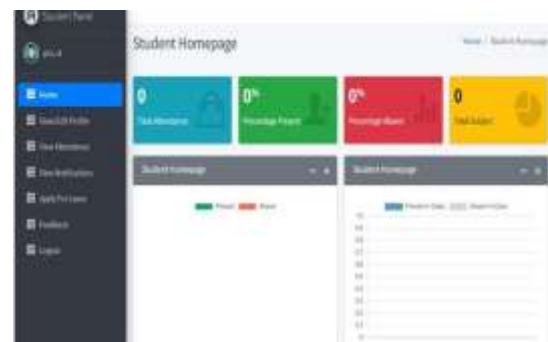 Student Panel
Student Homepage
Home / Student Homepage
Home
View/Edit Profile
View Attendance
View Notifications
Apply For Leave
Feedback
Logout
0
Total Attendance
0%
Percentage Present
0%
Percentage Absent
0
Total Subject
Student Homepage
Student Homepage
Present
Absent